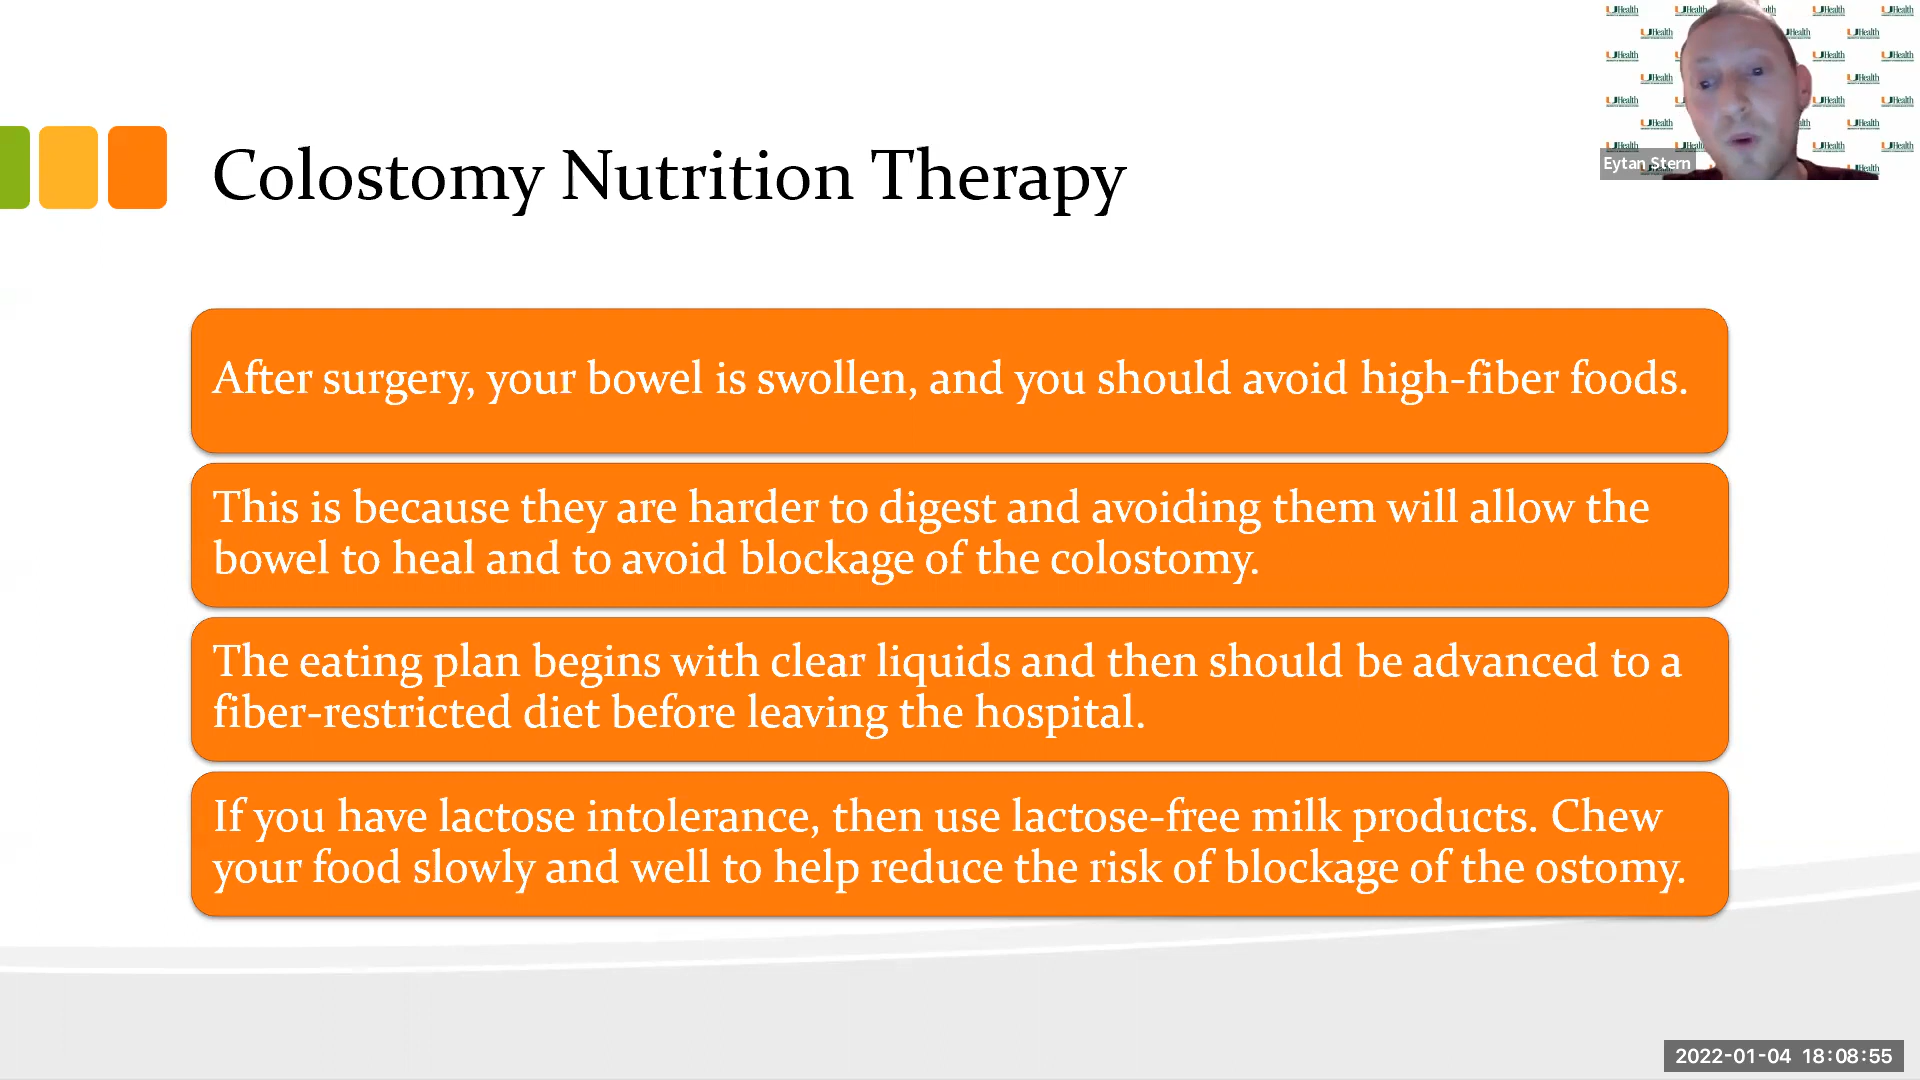 UHealth
Eytan Stern
Colostomy Nutrition Therapy
After surgery, your bowel is swollen, and you should avoid high-fiber foods.
This is because they are harder to digest and avoiding them will allow the
bowel to heal and to avoid blockage of the colostomy.
The eating plan begins with clear liquids and then should be advanced to a
fiber-restricted diet before leaving the hospital.
If you have lactose intolerance, then use lactose-free milk products. Chew
your food slowly and well to help reduce the risk of blockage of the ostomy.
2022-01-04 18:08:55